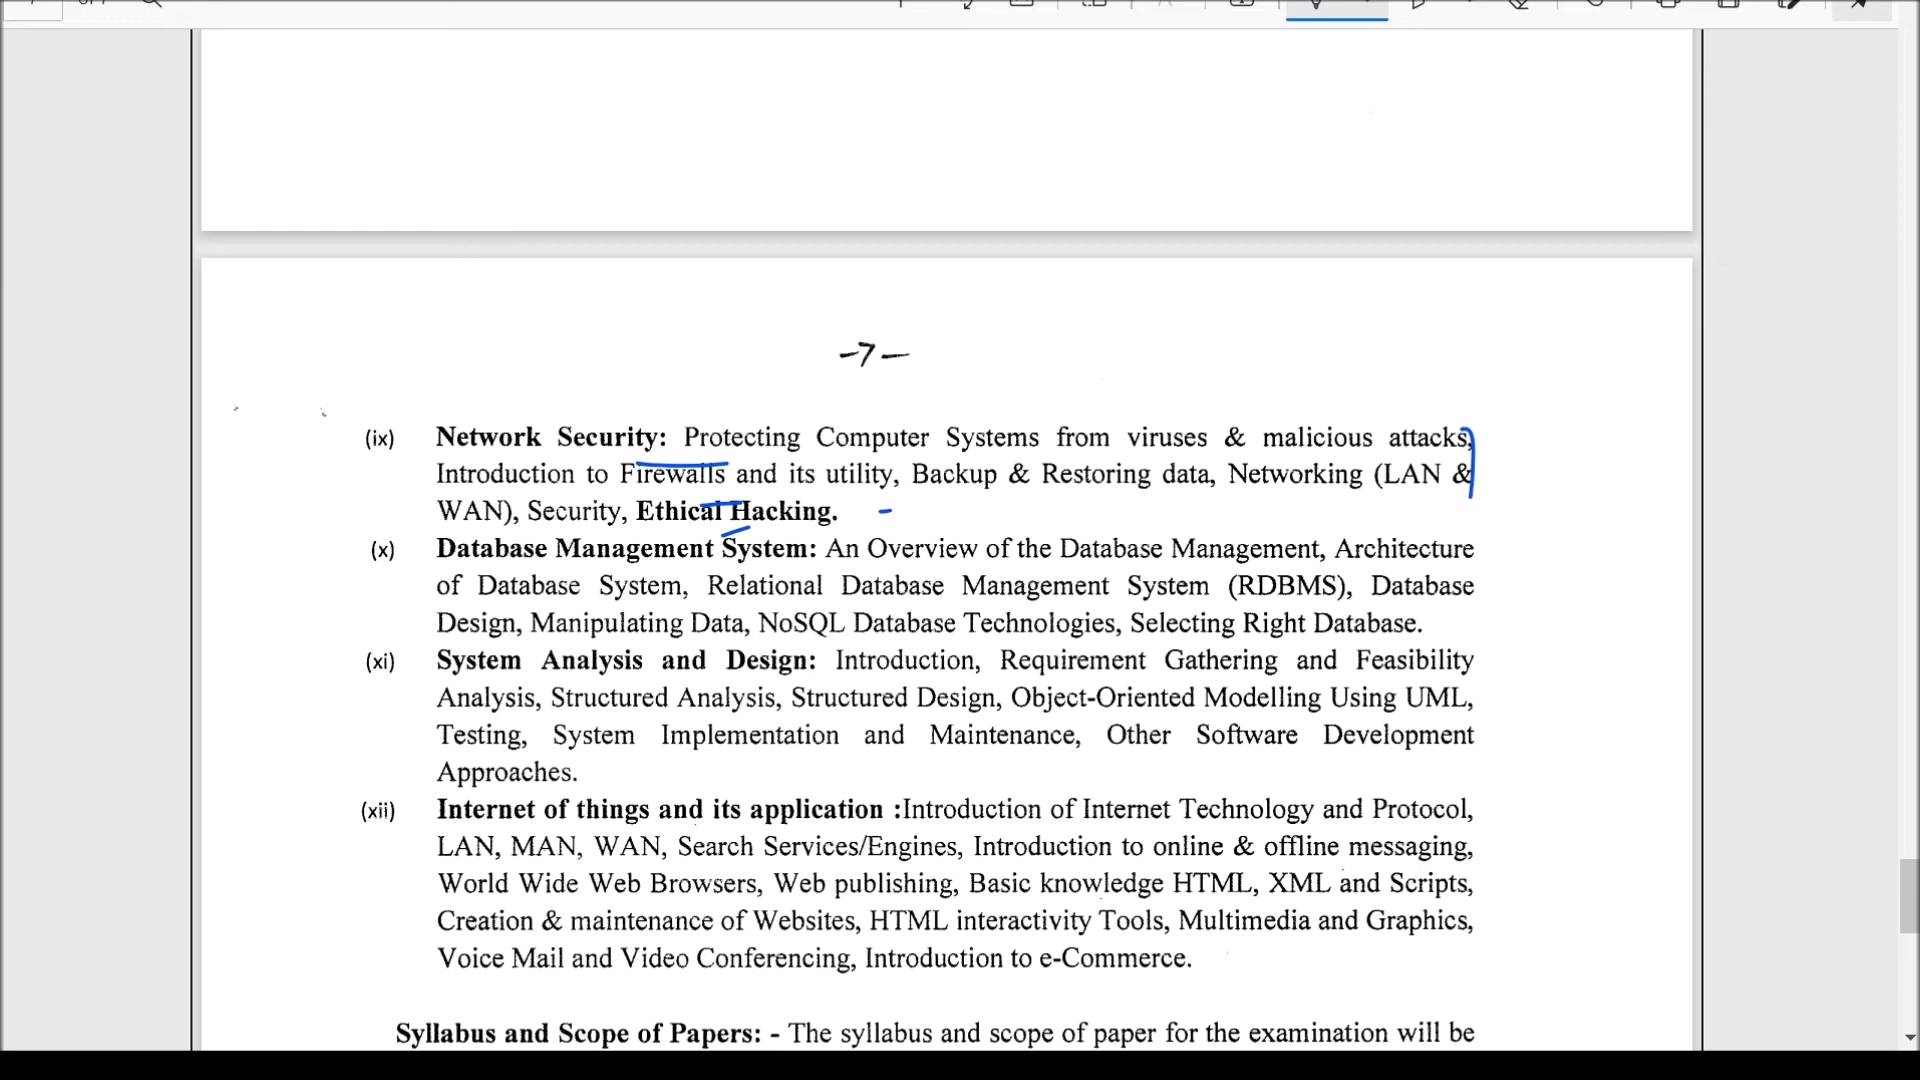 -7-
(ix) Network Security: Protecting Computer Systems from viruses & malicious attacks,
Introduction to Firewalls and its utility, Backup & Restoring data, Networking (LAN &
WAN), Security, Ethical Hacking.
(x) Database Management System: An Overview of the Database Management, Architecture
of Database System, Relational Database Management System (RDBMS), Database
Design, Manipulating Data, NoSQL Database Technologies, Selecting Right Database.
(xi) System Analysis and Design: Introduction, Requirement Gathering and Feasibility
Analysis, Structured Analysis, Structured Design, Object-Oriented Modelling Using UML,
Testing, System Implementation and Maintenance, Other Software Development
Approaches.
(xii) Internet of things and its application :Introduction of Internet Technology and Protocol,
LAN, MAN, WAN, Search Services/Engines, Introduction to online & offline messaging,
World Wide Web Browsers, Web publishing, Basic knowledge HTML, XML and Scripts,
Creation & maintenance of Websites, HTML interactivity Tools, Multimedia and Graphics,
Voice Mail and Video Conferencing, Introduction to e-Commerce.
Syllabus and Scope of Papers: - The syllabus and scope of paper for the examination will be